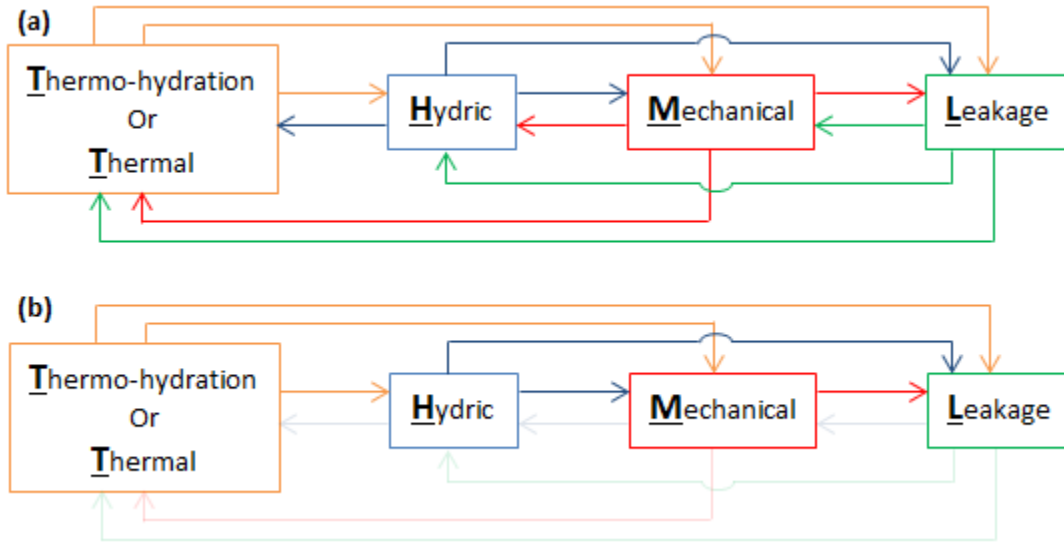 (a)
Thermo-hydration
Or
Thermal
Hydric
Mechanical
Leakage
(b)
Thermo-hydration
Or
Thermal
Hydric
Mechanical
Leakage